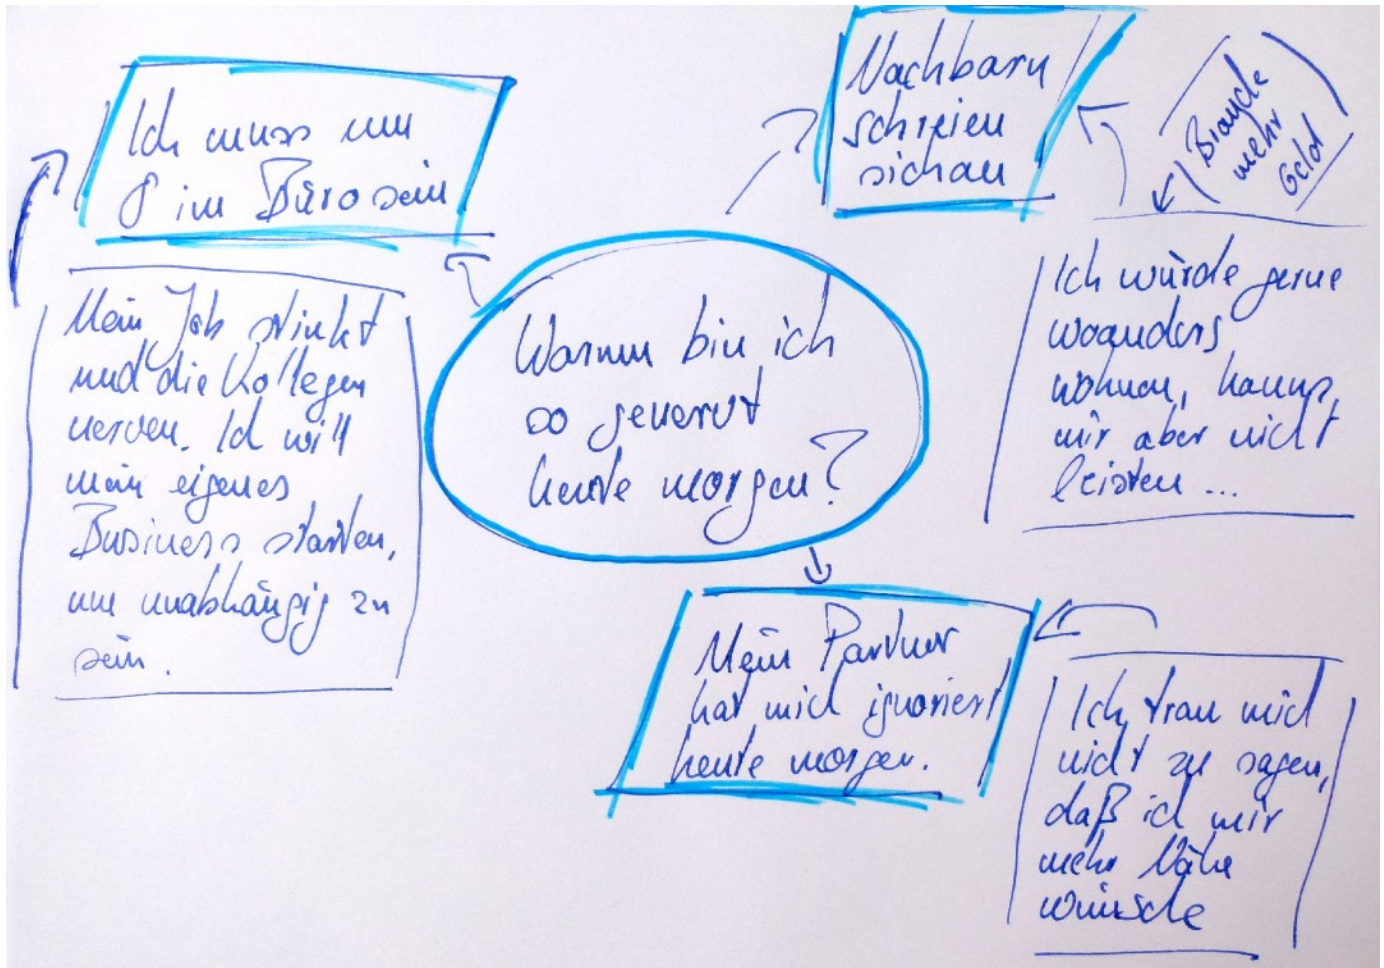 Ich muss um
8 im Büro sein
Nachbarn
schreien
sich an
Brauche
mehr
Geld
Mein Job stinkt
und die Kollegen
nerven. Ich will
mein eigenes
Business starten,
um unabhängig zu
sein.
Warum bin ich
so genervt
heute morgen?
Ich würde gerne
woanders
wohnen, kanns
mir aber nicht
leisten ...
Mein Partner
hat mich ignoriert
heute morgen.
Ich trau mich
nicht zu sagen,
daß ich mir
mehr Nähe
wünsche